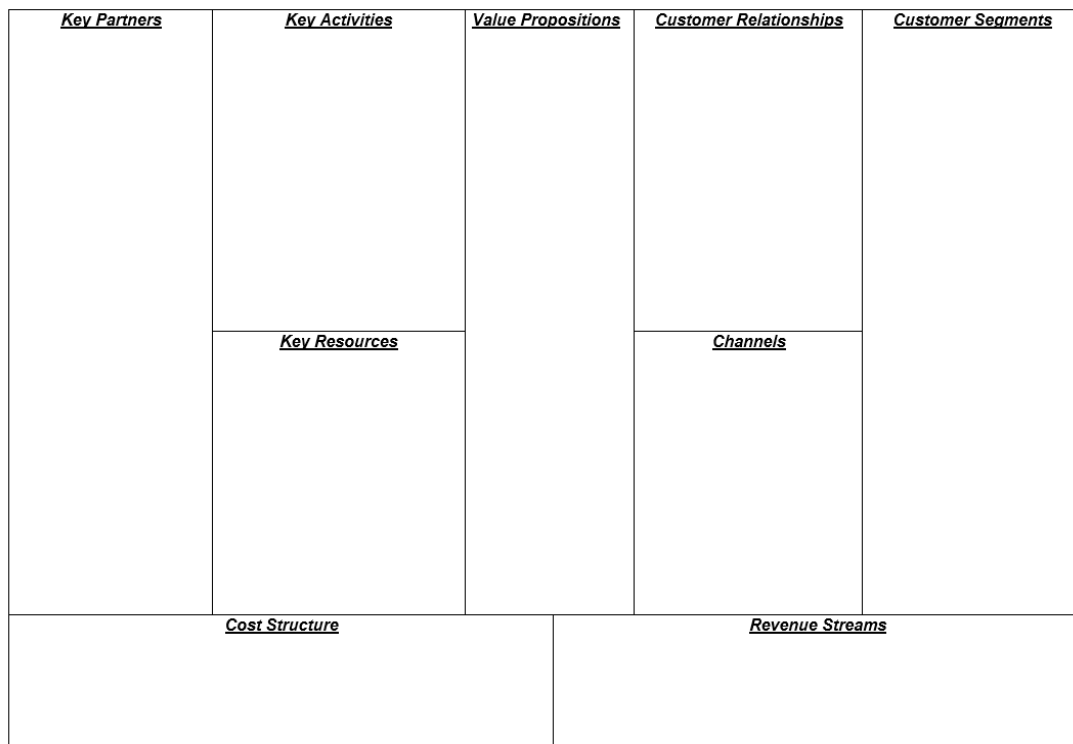 Key Partners
Key Activities
Value Propositions
Customer Relationships
Customer Segments
Key Resources
Channels
Cost Structure
Revenue Streams